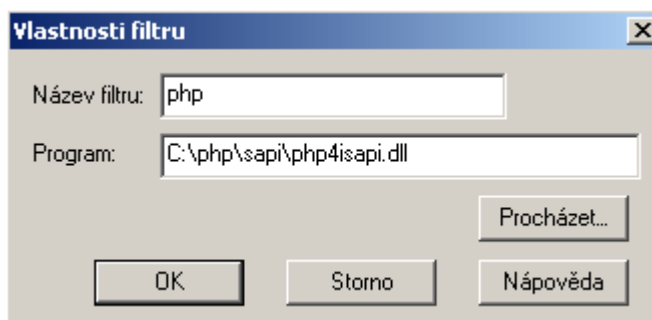 Vlastnosti filtru
Název filtru: php
Program: C:\php\sapi\php4isapi.dll
Procházet...
OK Storno Nápověda